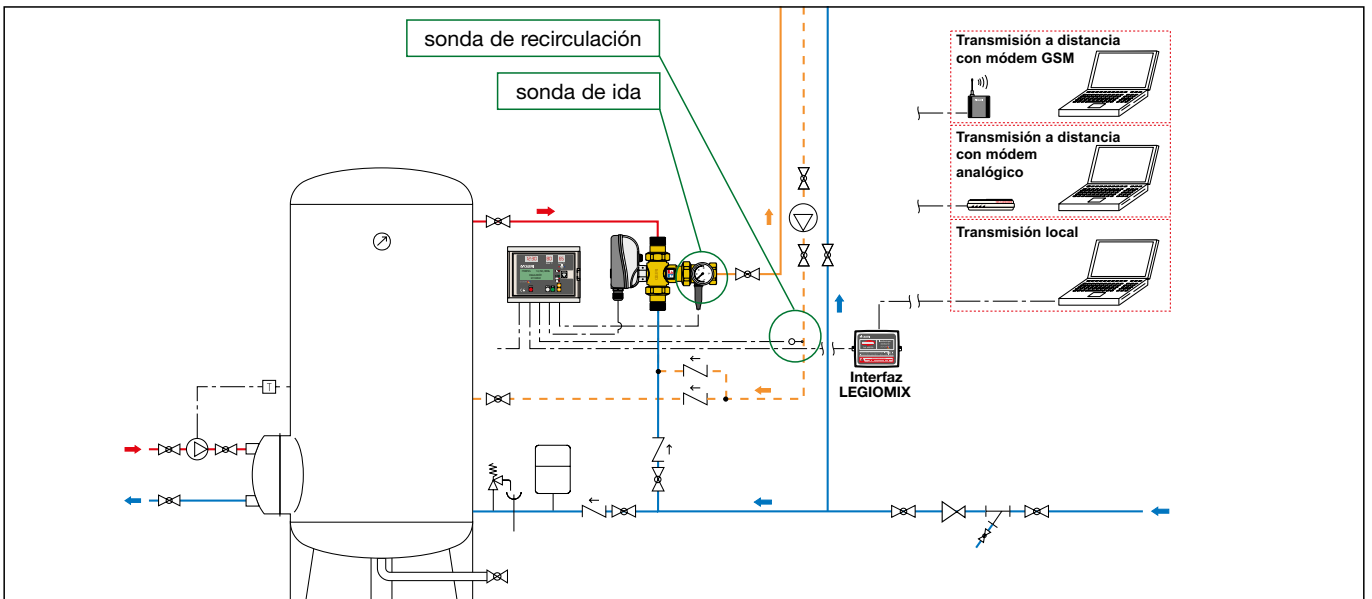 sonda de recirculación
sonda de ida
Transmisión a distancia
con módem GSM
Transmisión a distancia
con módem
analógico
Transmisión local
T
Interfaz
LEGIOMIX